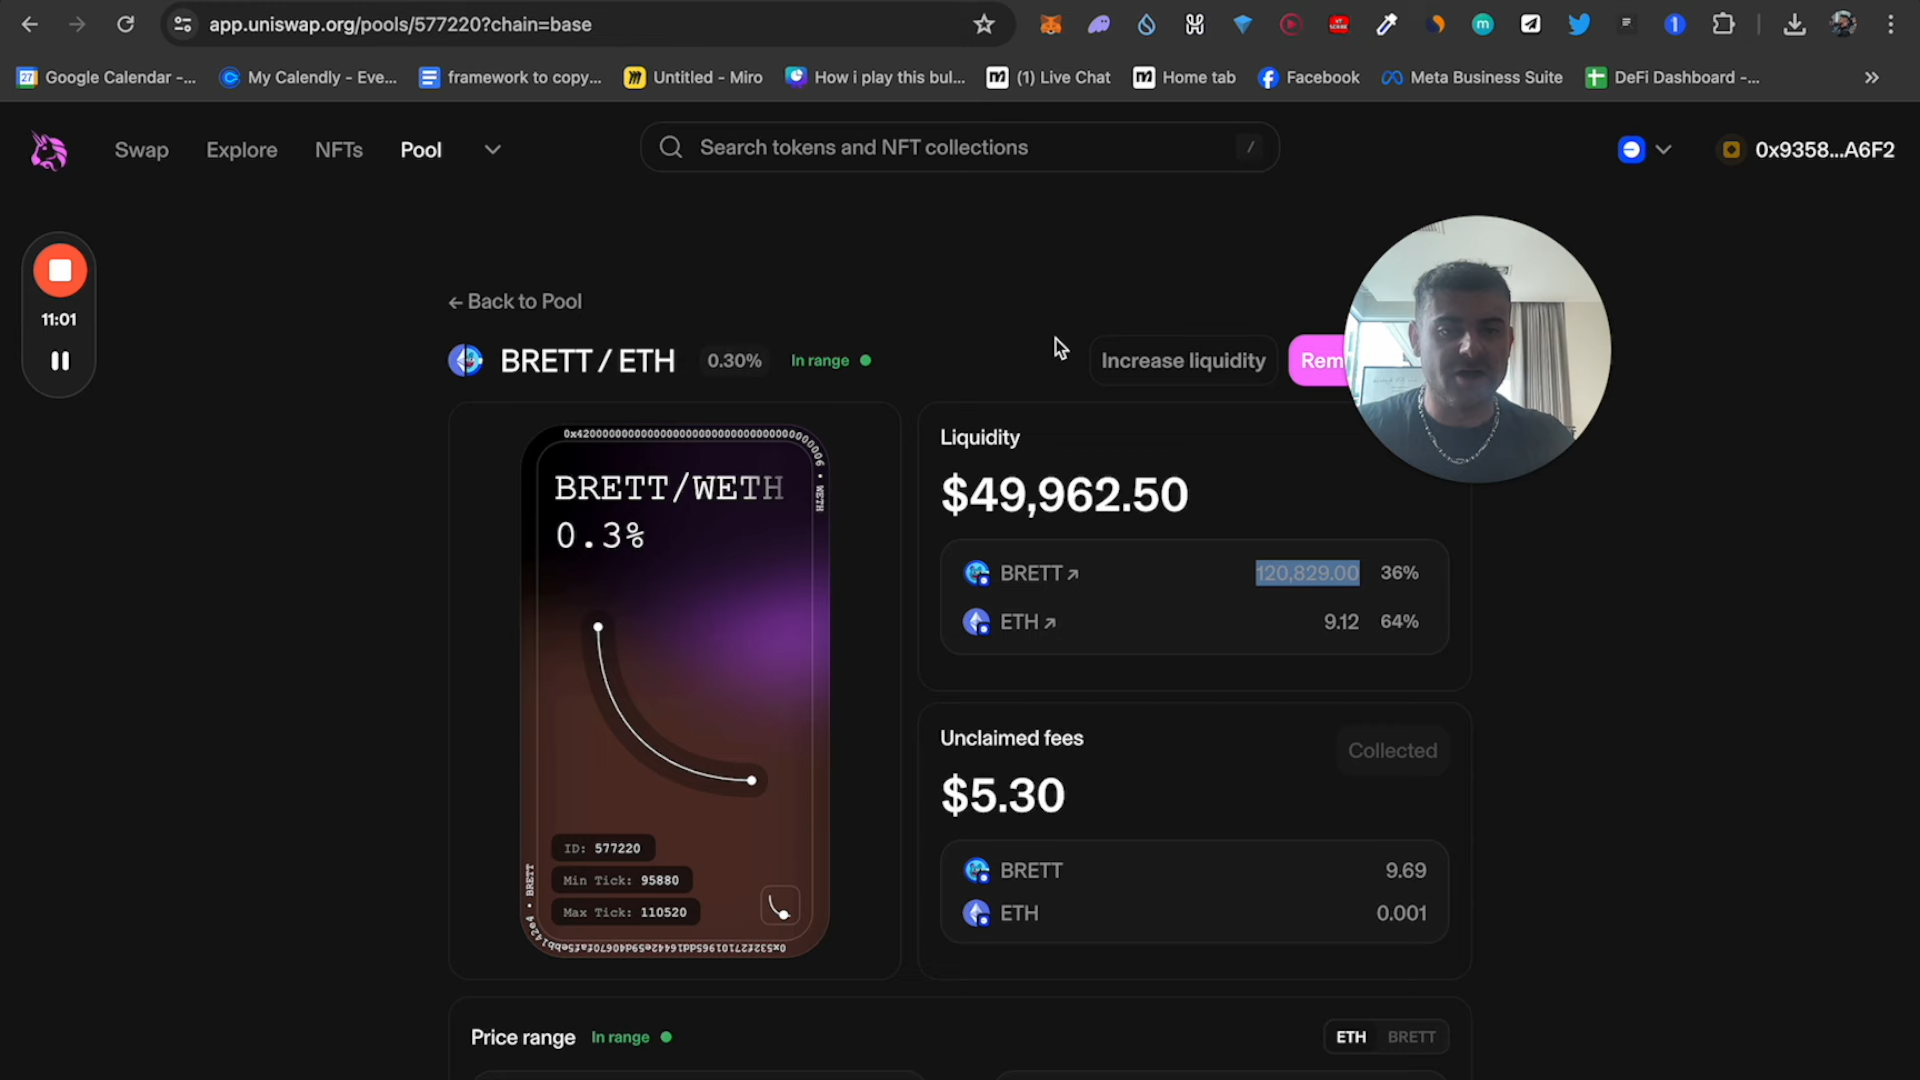 app.uniswap.org/pools/577220?chain=base
Google Calendar -...
My Calendly - Eve...
framework to copy...
Untitled - Miro
How i play this bul...
(1) Live Chat
Home tab
Facebook
Meta Business Suite
DeFi Dashboard -...
Swap
Explore
NFTs
Pool
Search tokens and NFT collections
/
0x9358...A6F2
11:01
← Back to Pool
BRETT / ETH
0.30%
In range
Increase liquidity
Rem
BRETT/WETH
0.3%
ID: 577220
Min Tick: 95880
Max Tick: 110520
Liquidity
$49,962.50
BRETT ↗
120,829.00
36%
ETH ↗
9.12
64%
Unclaimed fees
Collected
$5.30
BRETT
9.69
ETH
0.001
Price range
In range
ETH
BRETT